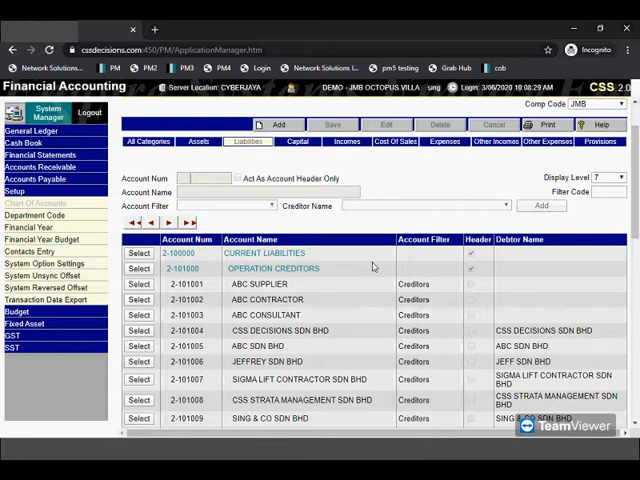 Incognito
cssdecisions.com:450/PM/ApplicationManager.htm
Network Solutions... PM PM2 PM3 PM4 Login Network Solutions I... pm5 testing Grab Hub cob
Financial Accounting
Server Location: CYBERJAYA DEMO - JMB OCTOPUS VILLA Login: 3/06/2020 10:08:29 AM CSS 2.0
System Manager Logout
Comp Code JMB
Add Save Edit Delete Cancel Print Help
All Categories Assets Liabilities Capital Incomes Cost Of Sales Expenses Other Incomes Other Expenses Provisions
General Ledger
Cash Book
Financial Statements
Accounts Receivable
Accounts Payable
Setup
Chart Of Accounts
Department Code
Financial Year
Financial Year Budget
Contacts Entry
System Option Settings
System Unsync Offset
System Reversed Offset
Transaction Data Export
Budget
Fixed Asset
GST
SST
Account Num Act As Account Header Only Display Level : 7
Account Name Filter Code
Account Filter Creditor Name Add
Account Num Account Name Account Filter Header Debtor Name
Select 2-100000 CURRENT LIABILITIES
Select 2-101000 OPERATION CREDITORS
Select 2-101001 ABC SUPPLIER Creditors
Select 2-101002 ABC CONTRACTOR Creditors
Select 2-101003 ABC CONSULTANT Creditors
Select 2-101004 CSS DECISIONS SDN BHD Creditors CSS DECISIONS SDN BHD
Select 2-101005 ABC SDN BHD Creditors ABC SDN BHD
Select 2-101006 JEFFREY SDN BHD Creditors JEFF SDN BHD
Select 2-101007 SIGMA LIFT CONTRACTOR SDN BHD Creditors SIGMA LIFT CONTRACTOR SDN BHD
Select 2-101008 CSS STRATA MANAGEMENT SDN BHD Creditors CSS STRATA MANAGEMENT SDN BHD
Select 2-101009 SING & CO SDN BHD Creditors SING & CO SDN BHD
TeamViewer